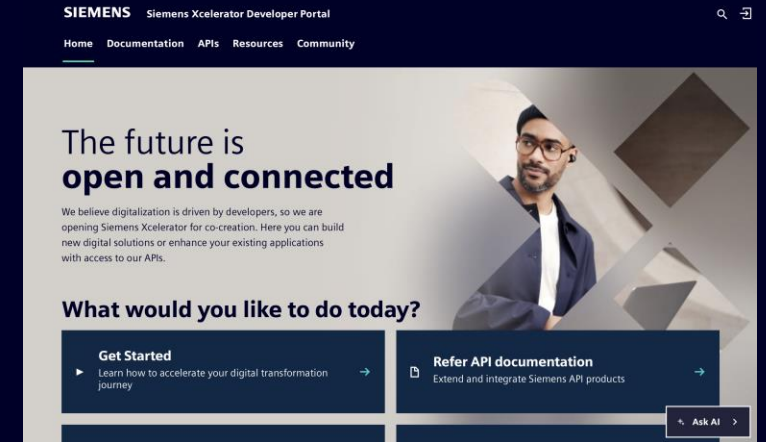 SIEMENS Siemens Xcelerator Developer Portal
Home Documentation APIs Resources Community
The future is
open and connected
We believe digitalization is driven by developers, so we are
opening Siemens Xcelerator for co-creation. Here you can build
new digital solutions or enhance your existing applications
with access to our APIs.
What would you like to do today?
Get Started
Learn how to accelerate your digital transformation
journey
Refer API documentation
Extend and integrate Siemens API products
Ask AI